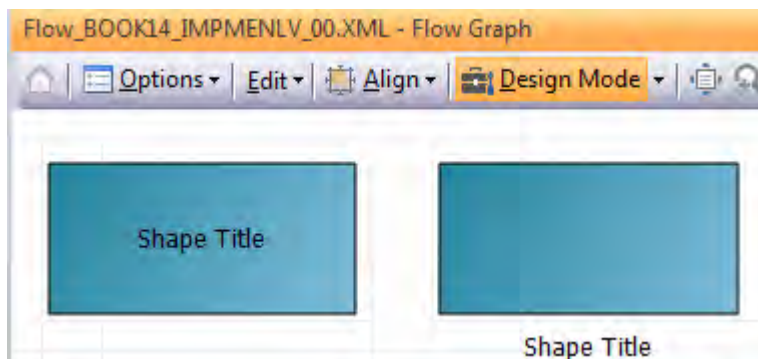 Flow_BOOK14_IMPMENLV_00.XML - Flow Graph
Options Edit Align Design Mode
Shape Title
Shape Title